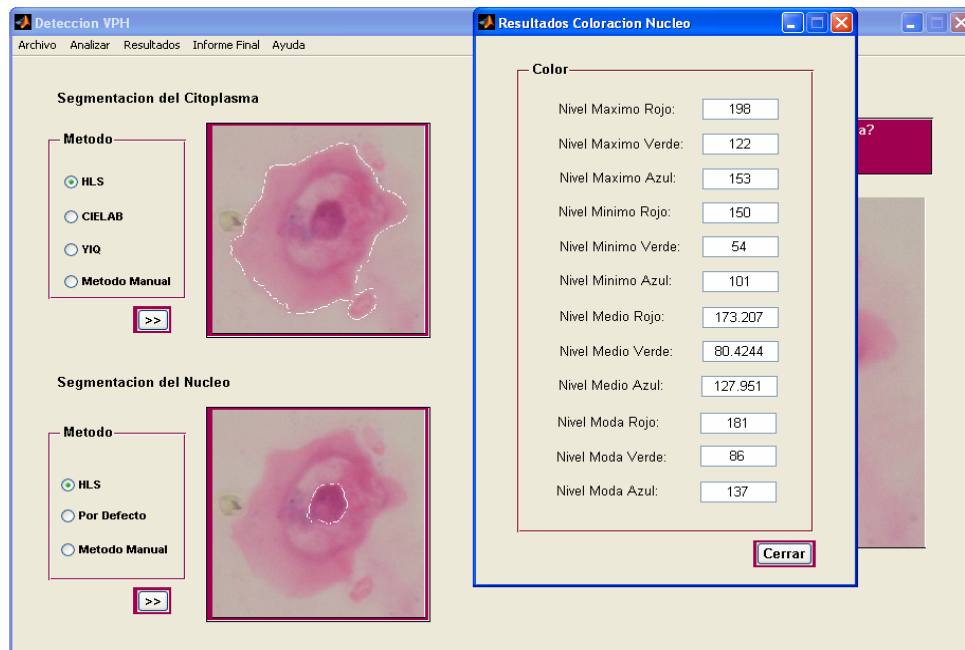 Deteccion VPH
Archivo Analizar Resultados Informe Final Ayuda
Segmentacion del Citoplasma
Metodo
HLS
CIELAB
YIQ
Metodo Manual
>>
Segmentacion del Nucleo
Metodo
HLS
Por Defecto
Metodo Manual
>>
Resultados Coloracion Nucleo
Color
Nivel Maximo Rojo: 198
Nivel Maximo Verde: 122
Nivel Maximo Azul: 153
Nivel Minimo Rojo: 150
Nivel Minimo Verde: 54
Nivel Minimo Azul: 101
Nivel Medio Rojo: 173.207
Nivel Medio Verde: 80.4244
Nivel Medio Azul: 127.951
Nivel Moda Rojo: 181
Nivel Moda Verde: 86
Nivel Moda Azul: 137
Cerrar
a?